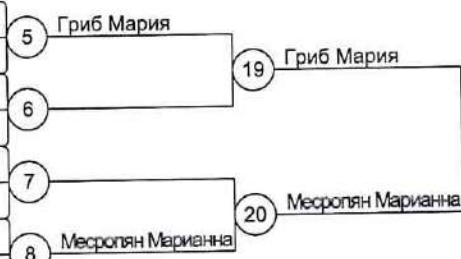 5 Гриб Мария
19 Гриб Мария
6
7
20 Месропян Марианна
8 Месропян Марианна